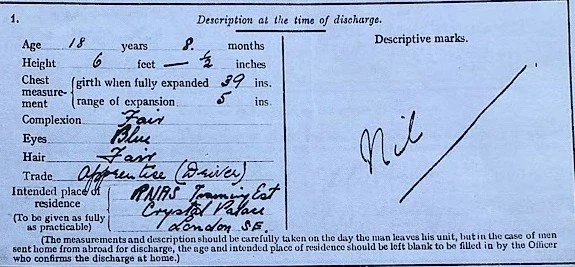 1. Description at the time of discharge.
Age 18 years 8. months
Height 6 feet — ½ inches
Chest measure-ment { girth when fully expanded 39 ins.
range of expansion 5 ins.
Complexion Fair
Eyes Blue
Hair Fair
Trade Apprentice (Driver)
Intended place of residence RNAS Training Est
(To be given as fully as practicable) Crystal Palace
London S.E.
Descriptive marks.
Nil
(The measurements and description should be carefully taken on the day the man leaves his unit, but in the case of men
sent home from abroad for discharge, the age and intended place of residence should be left blank to be filled in by the Officer
who confirms the discharge at home.)